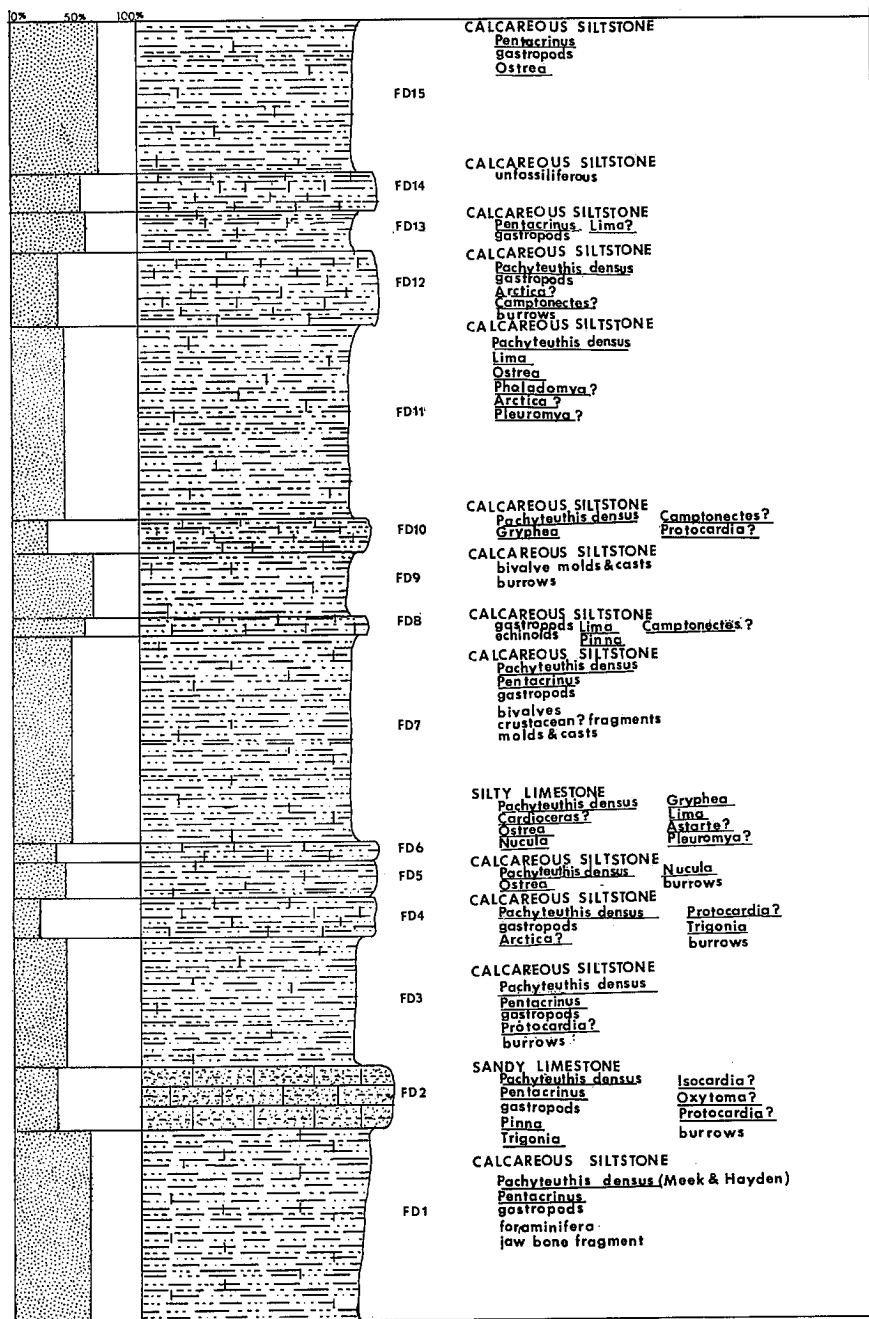 0% 50% 100%
CALCAREOUS SILTSTONE
Pentacrinus
gastropods
Ostrea
FD15
CALCAREOUS SILTSTONE
unfossiliferous
FD14
CALCAREOUS SILTSTONE
Pentacrinus Lima?
gastropods
FD13
CALCAREOUS SILTSTONE
Pachyteuthis densus
gastropods
Arctica?
Camptonectes?
burrows
FD12
CALCAREOUS SILTSTONE
Pachyteuthis densus
Lima
Ostrea
Pholadomya?
Arctica?
Pleuromya?
FD11
CALCAREOUS SILTSTONE
Pachyteuthis densus Camptonectes?
Gryphea Protocardia?
FD10
CALCAREOUS SILTSTONE
bivalve molds & casts
burrows
FD9
CALCAREOUS SILTSTONE
gastropods Lima Camptonectes?
echinoids Pinna
FD8
CALCAREOUS SILTSTONE
Pachyteuthis densus
Pentacrinus
gastropods
bivalves
crustacean? fragments
molds & casts
FD7
SILTY LIMESTONE
Pachyteuthis densus Gryphea
Cardioceras? Lima
Ostrea Astarte?
Nucula Pleuromya?
FD6
CALCAREOUS SILTSTONE
Pachyteuthis densus Nucula
Ostrea burrows
FD5
CALCAREOUS SILTSTONE
Pachyteuthis densus Protocardia?
gastropods Trigonia
Arctica? burrows
FD4
CALCAREOUS SILTSTONE
Pachyteuthis densus
Pentacrinus
gastropods
Protocardia?
burrows
FD3
SANDY LIMESTONE
Pachyteuthis densus Isocardia?
Pentacrinus Oxytoma?
gastropods Protocardia?
Pinna burrows
Trigonia
FD2
CALCAREOUS SILTSTONE
Pachyteuthis densus (Meek & Hayden)
Pentacrinus
gastropods
foraminifera
jaw bone fragment
FD1